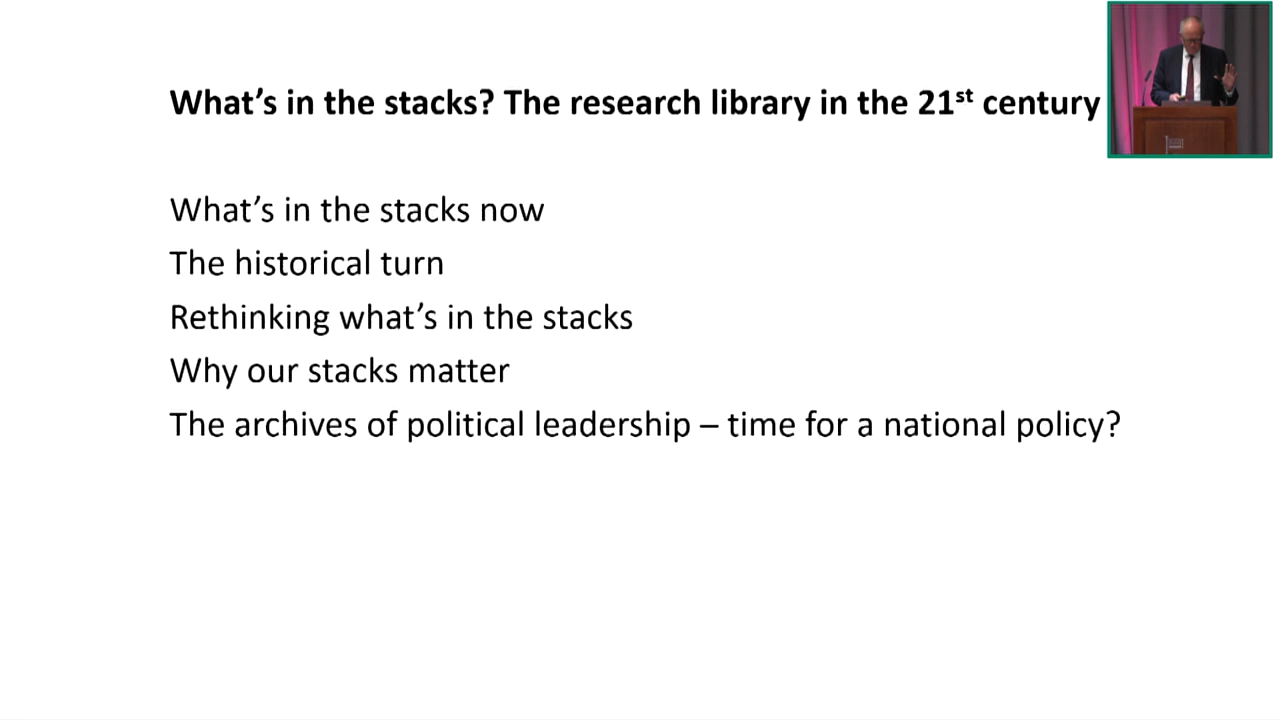 What’s in the stacks? The research library in the 21st century
What’s in the stacks now
The historical turn
Rethinking what’s in the stacks
Why our stacks matter
The archives of political leadership – time for a national policy?